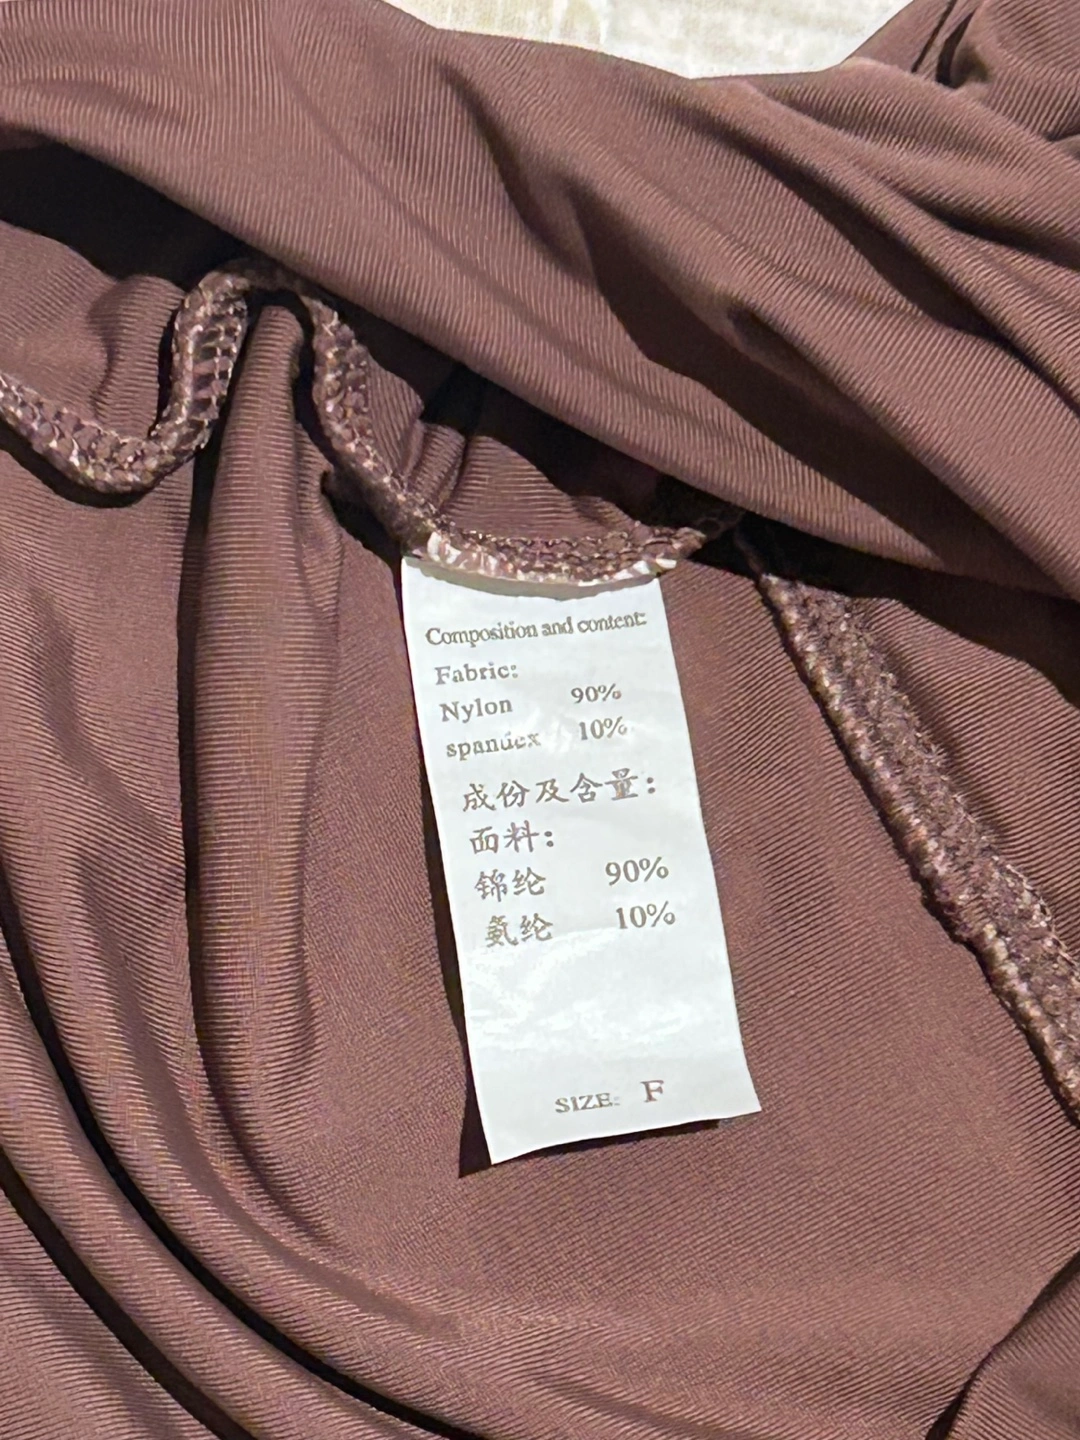 Composition and content:
Fabric:
Nylon 90%
spandex 10%
成份及含量：
面料：
锦纶 90%
氨纶 10%
SIZE: F